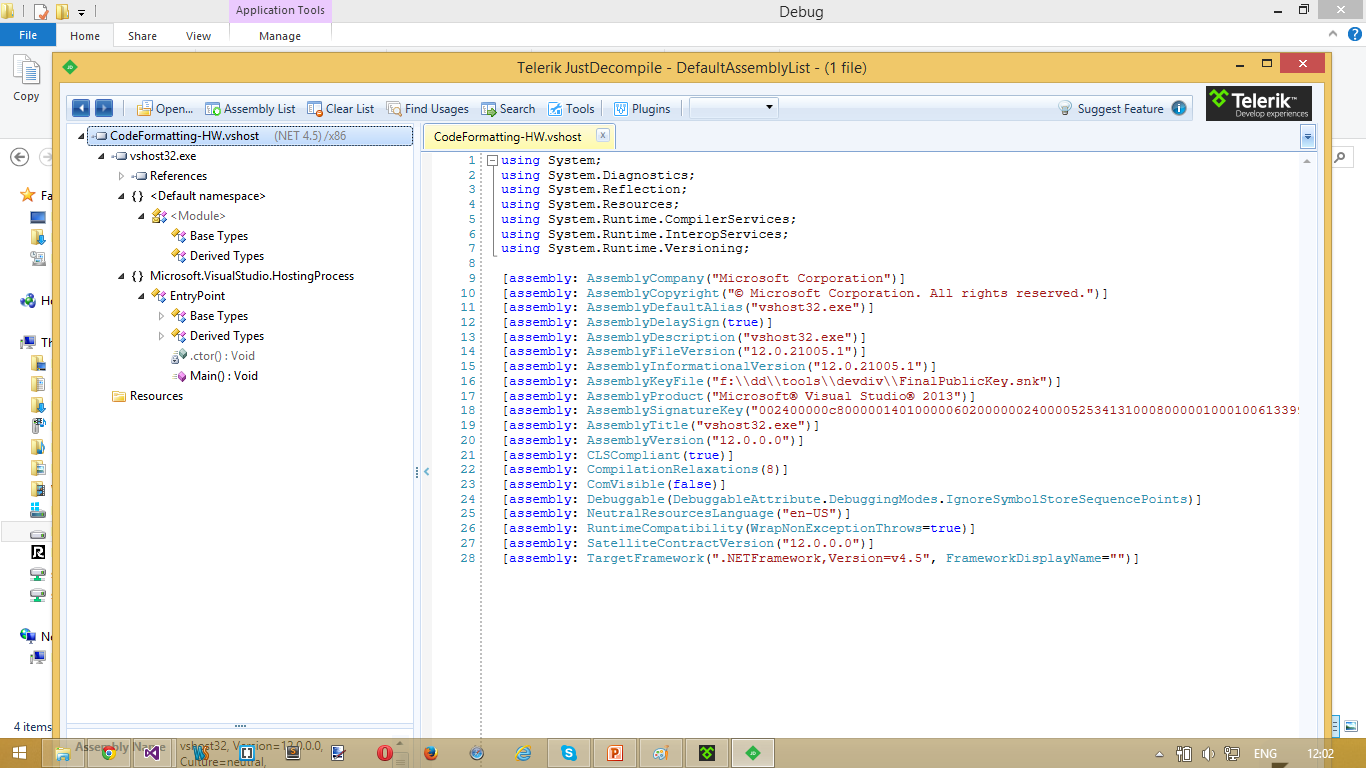 Application Tools
Debug
File
Home
Share
View
Manage
Copy
Telerik JustDecompile - DefaultAssemblyList - (1 file)
Open...
Assembly List
Clear List
Find Usages
Search
Tools
Plugins
Suggest Feature
Telerik™
Develop experiences
CodeFormatting-HW.vshost (NET 4.5) /x86
vshost32.exe
References
{ } <Default namespace>
<Module>
Base Types
Derived Types
{ } Microsoft.VisualStudio.HostingProcess
EntryPoint
Base Types
Derived Types
.ctor() : Void
Main() : Void
Resources
CodeFormatting-HW.vshost
1 using System;
2 using System.Diagnostics;
3 using System.Reflection;
4 using System.Resources;
5 using System.Runtime.CompilerServices;
6 using System.Runtime.InteropServices;
7 using System.Runtime.Versioning;
8
9 [assembly: AssemblyCompany("Microsoft Corporation")]
10 [assembly: AssemblyCopyright("© Microsoft Corporation. All rights reserved.")]
11 [assembly: AssemblyDefaultAlias("vshost32.exe")]
12 [assembly: AssemblyDelaySign(true)]
13 [assembly: AssemblyDescription("vshost32.exe")]
14 [assembly: AssemblyFileVersion("12.0.21005.1")]
15 [assembly: AssemblyInformationalVersion("12.0.21005.1")]
16 [assembly: AssemblyKeyFile("f:\\dd\\tools\\devdiv\\FinalPublicKey.snk")]
17 [assembly: AssemblyProduct("Microsoft® Visual Studio® 2013")]
18 [assembly: AssemblySignatureKey("002400000c800000140100000602000000240000525341310008000001000100613399
19 [assembly: AssemblyTitle("vshost32.exe")]
20 [assembly: AssemblyVersion("12.0.0.0")]
21 [assembly: CLSCompliant(true)]
22 [assembly: CompilationRelaxations(8)]
23 [assembly: ComVisible(false)]
24 [assembly: Debuggable(DebuggableAttribute.DebuggingModes.IgnoreSymbolStoreSequencePoints)]
25 [assembly: NeutralResourcesLanguage("en-US")]
26 [assembly: RuntimeCompatibility(WrapNonExceptionThrows=true)]
27 [assembly: SatelliteContractVersion("12.0.0.0")]
28 [assembly: TargetFramework(".NETFramework,Version=v4.5", FrameworkDisplayName="")]
Fa
Th
4 items
Assembly Name
vshost32, Version=12.0.0.0,
Culture=neutral,
ENG
12:02